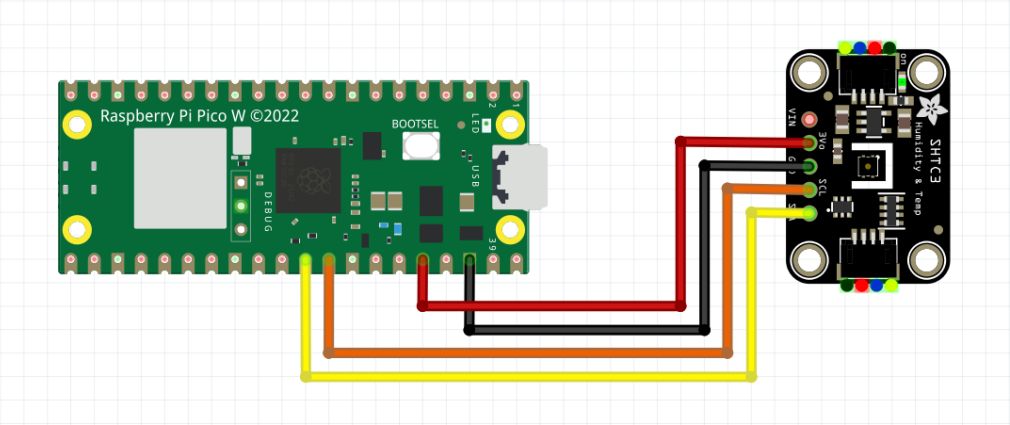 Raspberry Pi Pico W ©2022
BOOTSEL
LED
2
1
USB
DEBUG
39
on
VIN
3Vo
G
SCL
SHTC3
Humidity & Temp